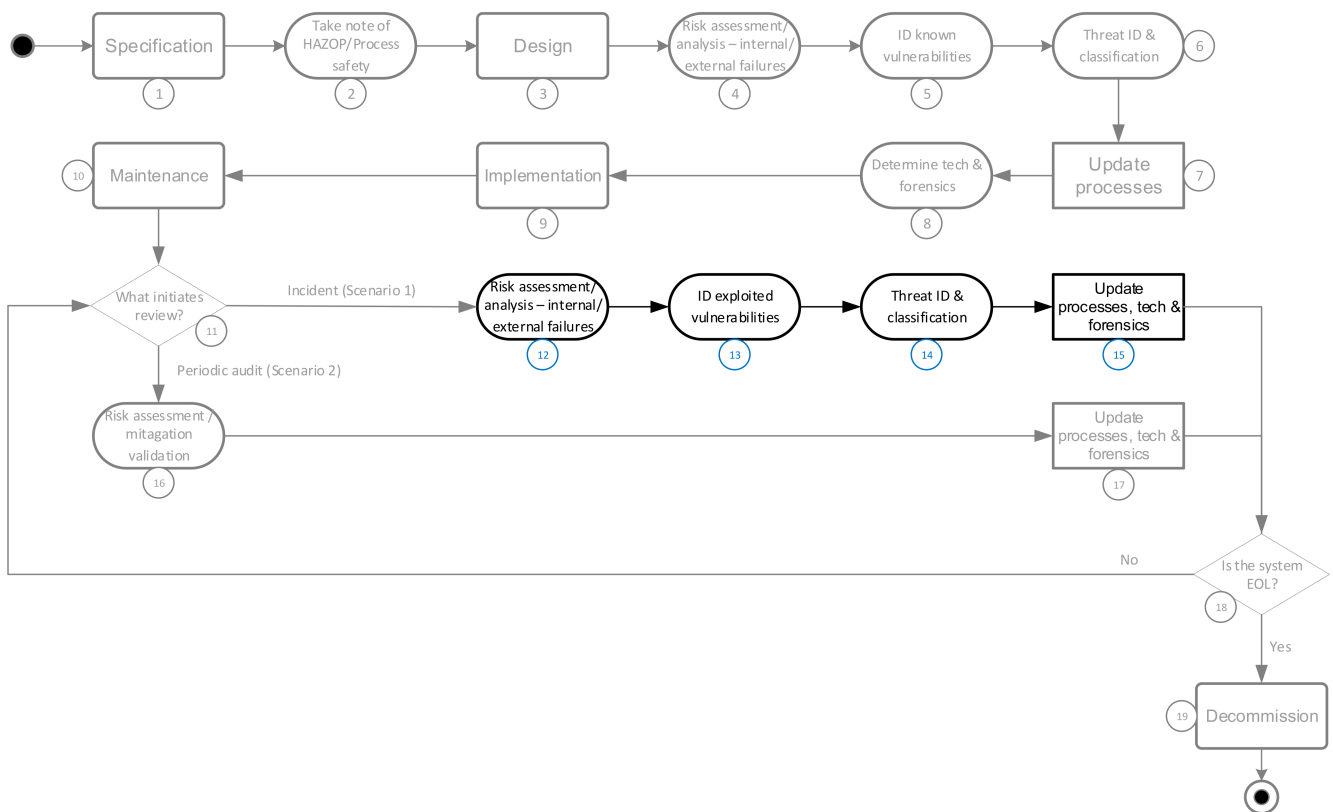 Specification
1
Take note of
HAZOP/Process
safety
2
Design
3
Risk assessment/
analysis – internal/
external failures
4
ID known
vulnerabilities
5
Threat ID &
classification
6
Update
processes
7
Determine tech &
forensics
8
Implementation
9
Maintenance
10
What initiates
review?
11
Incident (Scenario 1)
Risk assessment/
analysis – internal/
external failures
12
ID exploited
vulnerabilities
13
Threat ID &
classification
14
Update
processes, tech &
forensics
15
Periodic audit (Scenario 2)
Risk assessment /
mitagation
validation
16
Update
processes, tech &
forensics
17
No
Is the system
EOL?
18
Yes
Decommission
19